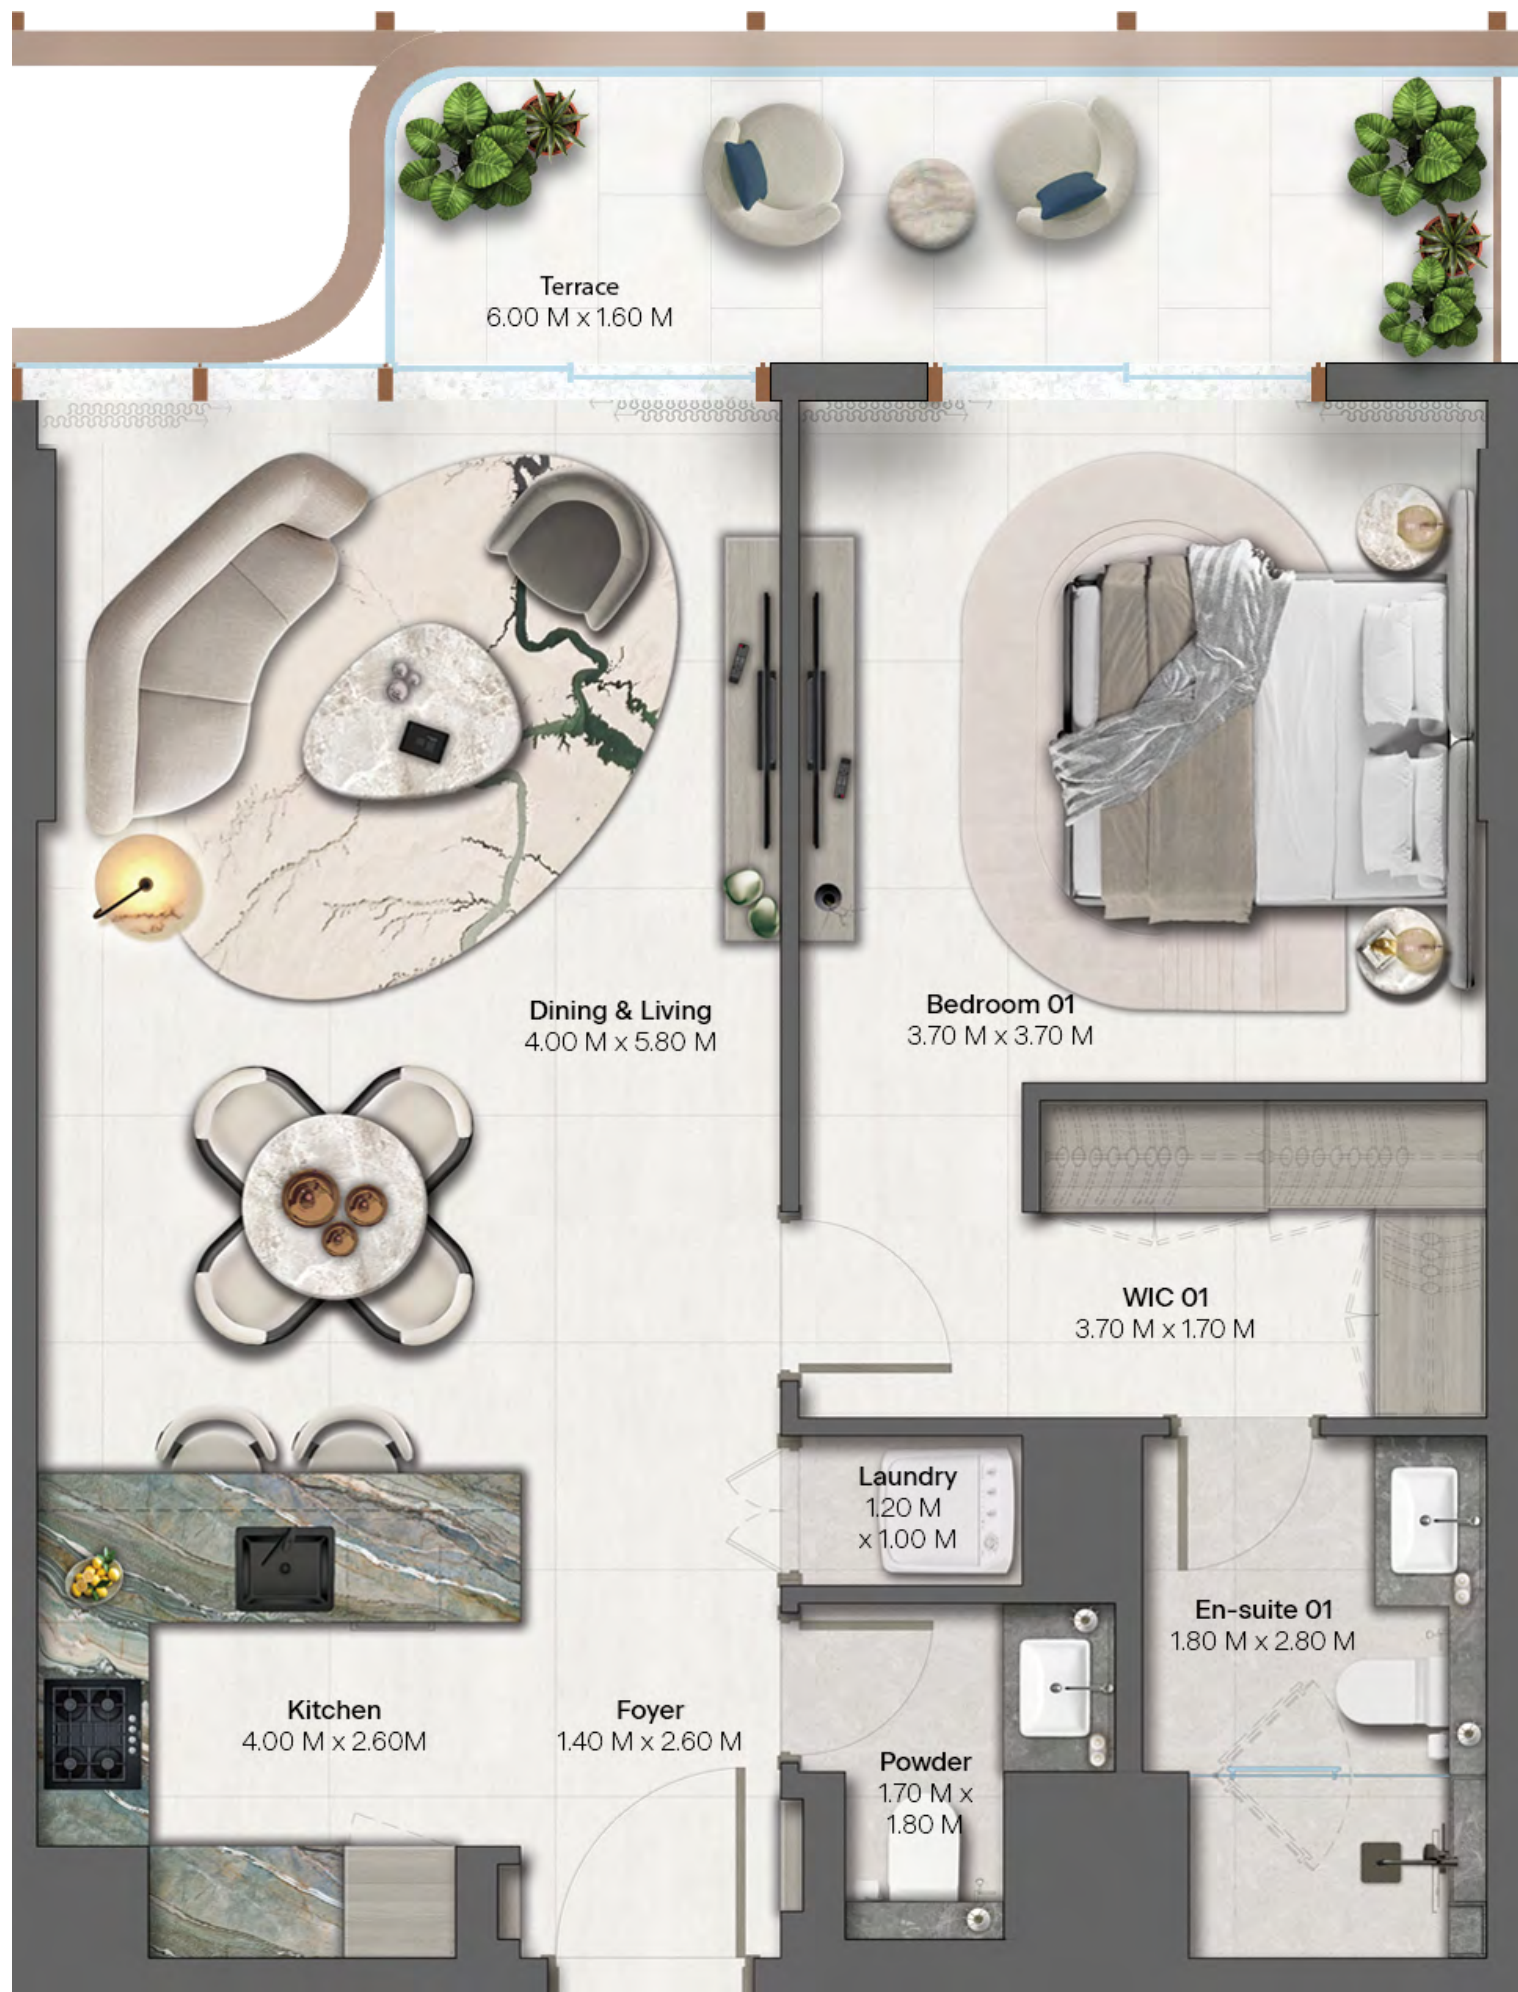 Terrace
6.00 M x 1.60 M
Dining & Living
4.00 M x 5.80 M
Bedroom 01
3.70 M x 3.70 M
WIC 01
3.70 M x 1.70 M
Laundry
1.20 M
x 1.00 M
En-suite 01
1.80 M x 2.80 M
Kitchen
4.00 M x 2.60M
Foyer
1.40 M x 2.60 M
Powder
1.70 M x
1.80 M